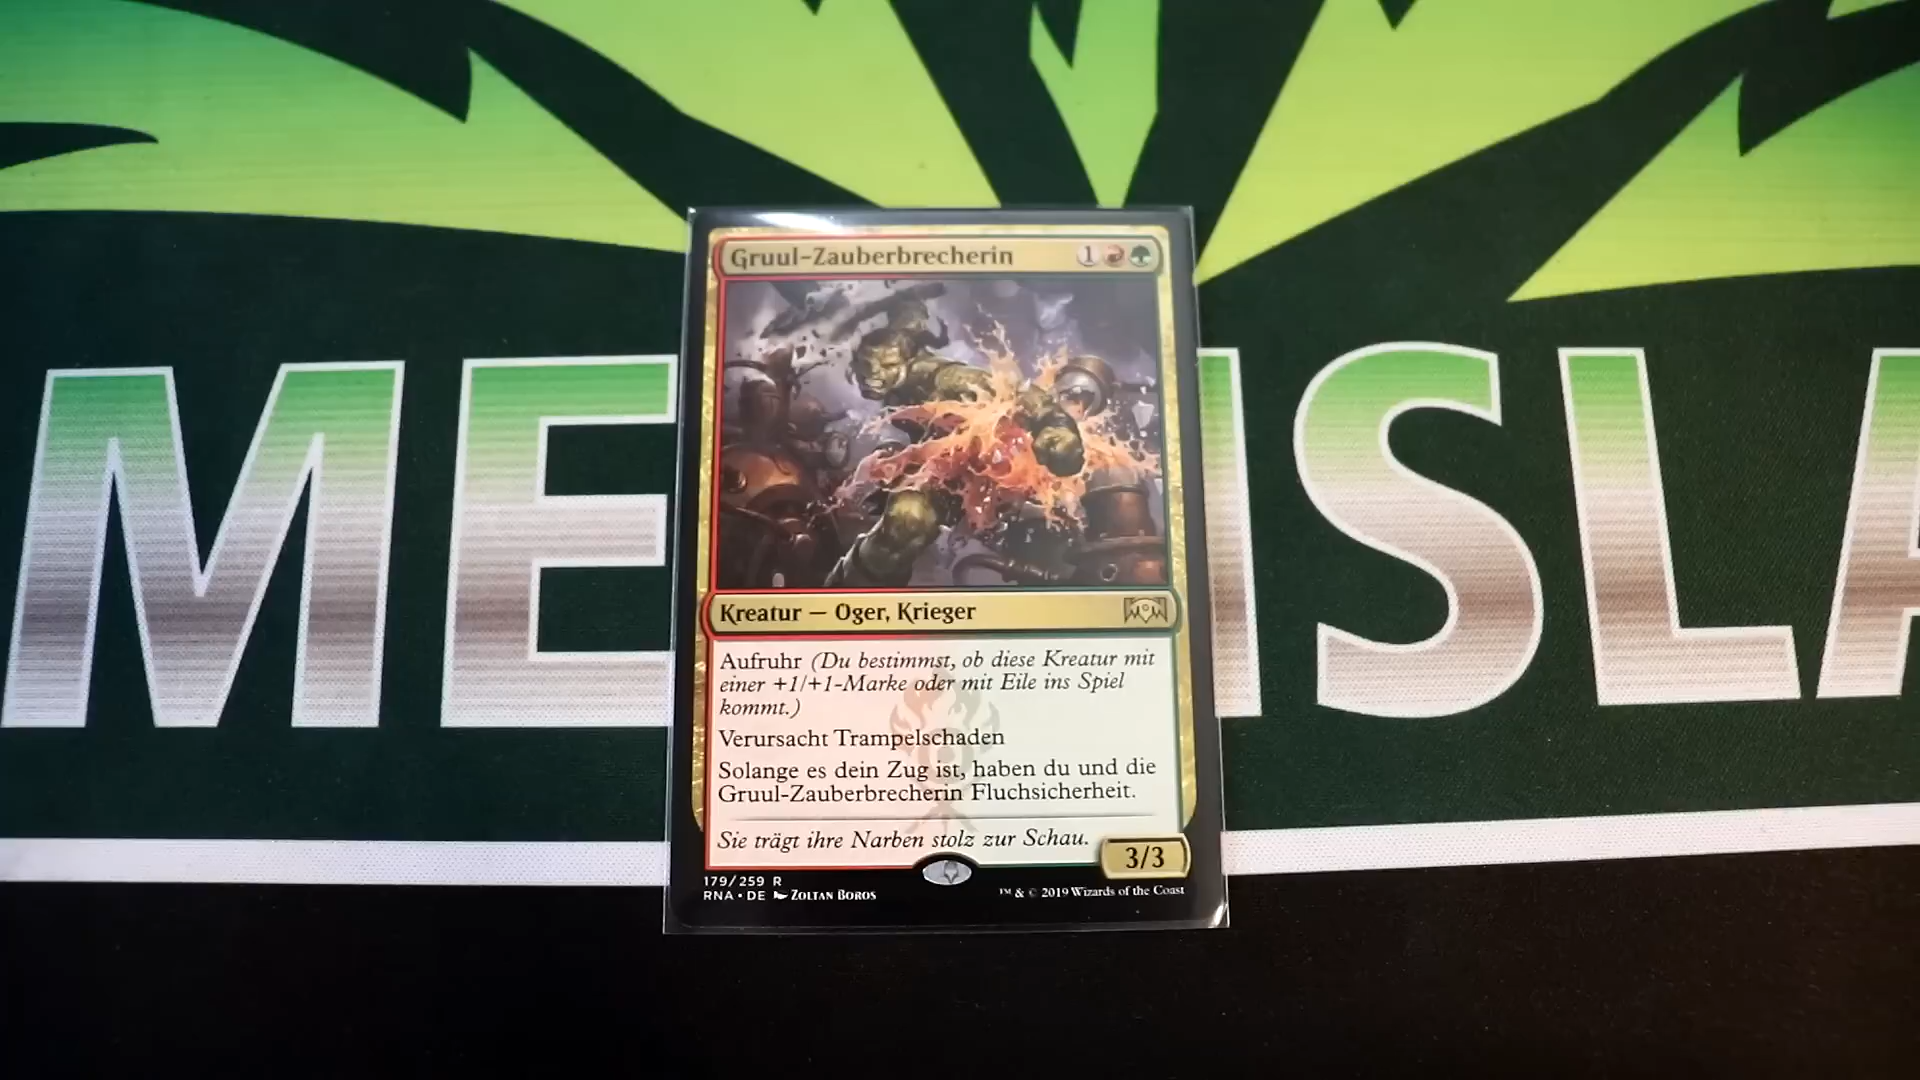 Gruul-Zauberbrecherin 1
ME ISLA
Kreatur — Oger, Krieger
Aufruhr (Du bestimmst, ob diese Kreatur mit
einer +1/+1-Marke oder mit Eile ins Spiel
kommt.)
Verursacht Trampelschaden
Solange es dein Zug ist, haben du und die
Gruul-Zauberbrecherin Fluchsicherheit.
Sie trägt ihre Narben stolz zur Schau.
3/3
179/259 R
RNA • DE ZOLTAN BOROS
™ & © 2019 Wizards of the Coast